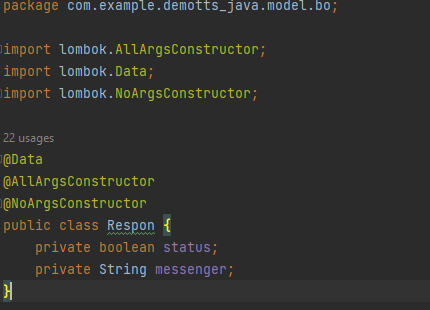 package com.example.demotts_java.model.bo;
import lombok.AllArgsConstructor;
import lombok.Data;
import lombok.NoArgsConstructor;
22 usages
@Data
@AllArgsConstructor
@NoArgsConstructor
public class Respon {
private boolean status;
private String messenger;
}